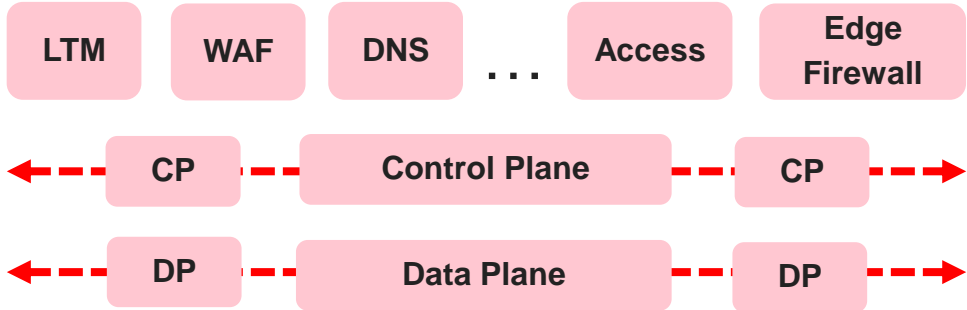 LTM
WAF
DNS
...
Access
Edge
Firewall
CP
Control Plane
CP
DP
Data Plane
DP